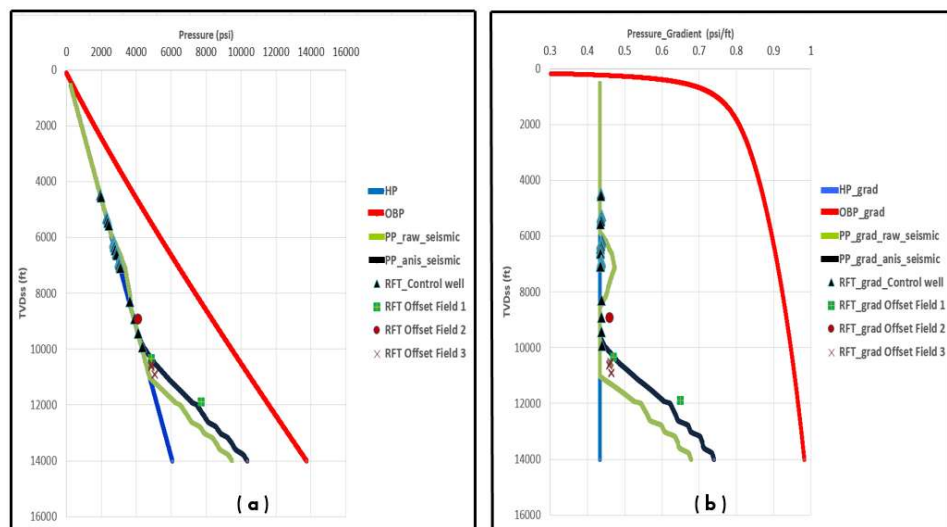 Pressure (psi)
0 2000 4000 6000 8000 10000 12000 14000 16000
0
2000
4000
6000
8000
10000
12000
14000
16000
TVDss (ft)
HP
OBP
PP_raw_seismic
PP_anis_seismic
RFT_Control well
RFT Offset Field 1
RFT Offset Field 2
RFT Offset Field 3
( a )
Pressure_Gradient (psi/ft)
0.3 0.4 0.5 0.6 0.7 0.8 0.9 1
0
2000
4000
6000
8000
10000
12000
14000
16000
TVDss (ft)
HP_grad
OBP_grad
PP_grad_raw_seismic
PP_grad_anis_seismic
RFT_grad_Control well
RFT_grad Offset Field 1
RFT_grad Offset Field 2
RFT_grad Offset Field 3
( b )